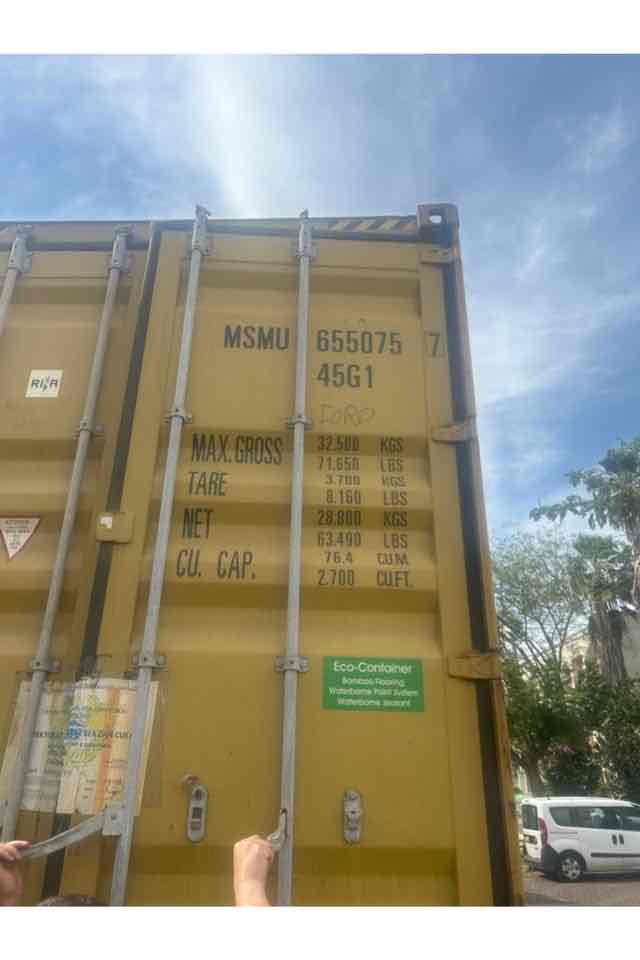 MSMU 655075 7
45G1
RINA
MAX. GROSS 32.500 KGS
71.650 LBS
TARE 3.700 KGS
8.160 LBS
NET 28.800 KGS
63.490 LBS
CU. CAP. 76.4 CU.M.
2.700 CU.FT.
Eco-Container
Bamboo Flooring
Waterborne Paint System
Waterborne Sealant